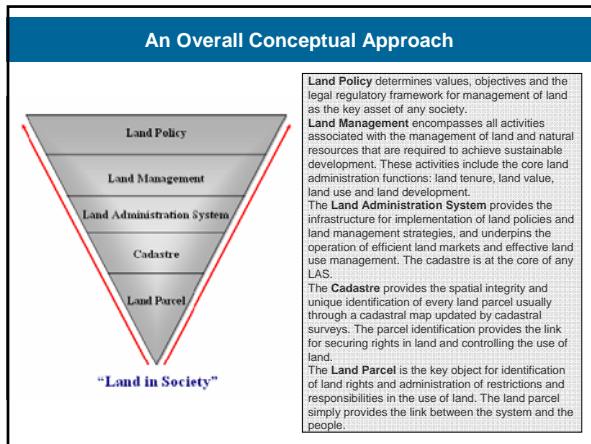 An Overall Conceptual Approach
Land Policy
Land Management
Land Administration System
Cadastre
Land Parcel
"Land in Society"
Land Policy determines values, objectives and the
legal regulatory framework for management of land
as the key asset of any society.
Land Management encompasses all activities
associated with the management of land and natural
resources that are required to achieve sustainable
development. These activities include the core land
administration functions: land tenure, land value,
land use and land development.
The Land Administration System provides the
infrastructure for implementation of land policies and
land management strategies, and underpins the
operation of efficient land markets and effective land
use management. The cadastre is at the core of any
LAS.
The Cadastre provides the spatial integrity and
unique identification of every land parcel usually
through a cadastral map updated by cadastral
surveys. The parcel identification provides the link
for securing rights in land and controlling the use of
land.
The Land Parcel is the key object for identification
of land rights and administration of restrictions and
responsibilities in the use of land. The land parcel
simply provides the link between the system and the
people.